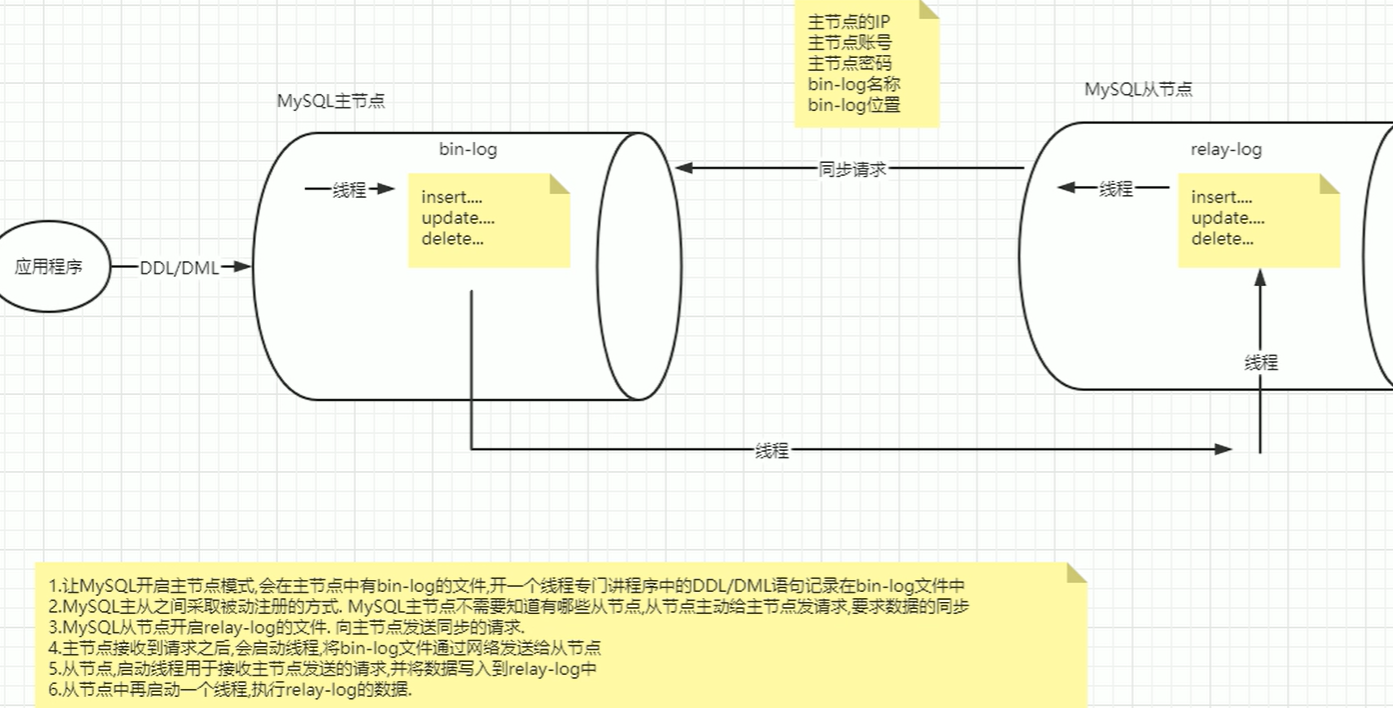 主节点的IP
主节点账号
主节点密码
bin-log名称
bin-log位置
MySQL主节点
MySQL从节点
bin-log
relay-log
同步请求
线程
insert....
update....
delete...
线程
insert....
update....
delete...
应用程序
DDL/DML
线程
线程
1.让MySQL开启主节点模式,会在主节点中有bin-log的文件,开一个线程专门讲程序中的DDL/DML语句记录在bin-log文件中
2.MySQL主从之间采取被动注册的方式. MySQL主节点不需要知道有哪些从节点,从节点主动给主节点发请求,要求数据的同步
3.MySQL从节点开启relay-log的文件. 向主节点发送同步的请求.
4.主节点接收到请求之后,会启动线程,将bin-log文件通过网络发送给从节点
5.从节点,启动线程用于接收主节点发送的请求,并将数据写入到relay-log中
6.从节点中再启动一个线程,执行relay-log的数据.